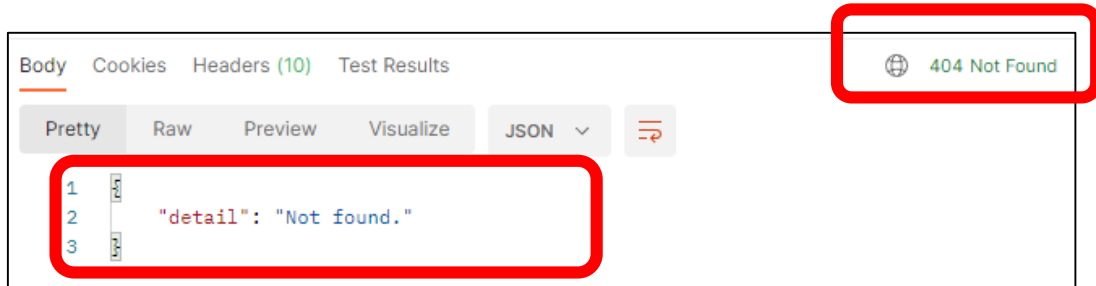 Body Cookies Headers (10) Test Results 404 Not Found
Pretty Raw Preview Visualize JSON
1 {
2 "detail": "Not found."
3 }